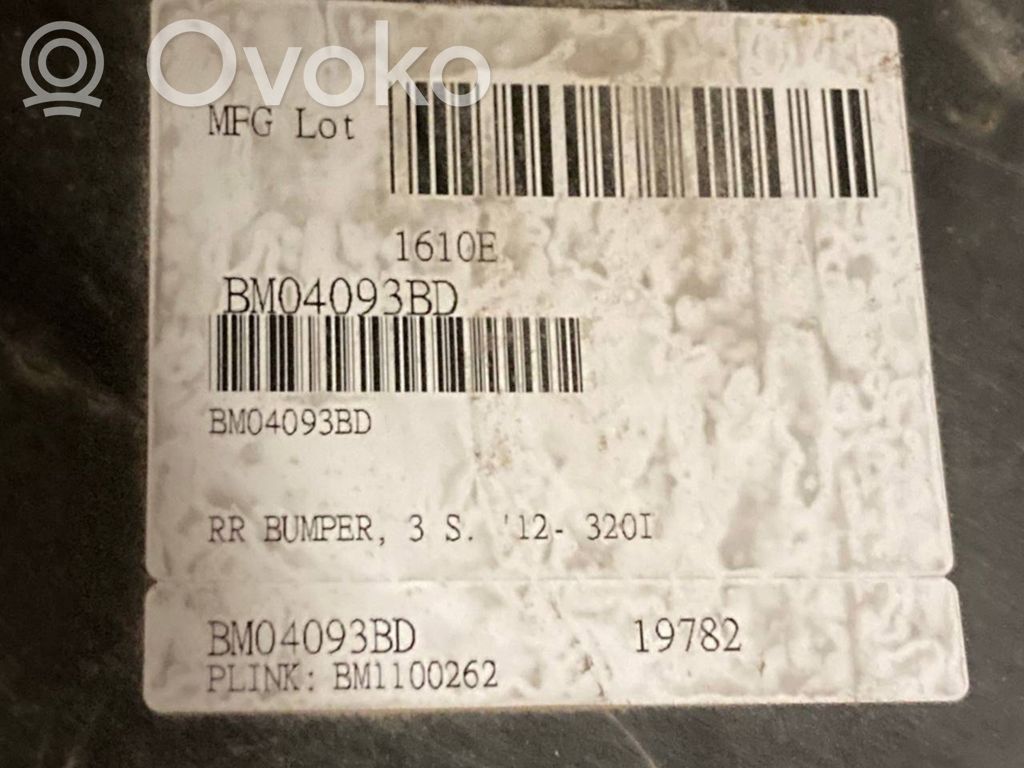 Ovoko
MFG Lot
1610E
BM04093BD
BM04093BD
RR BUMPER, 3 S. '12- 320I
BM04093BD 19782
PLINK: BM1100262